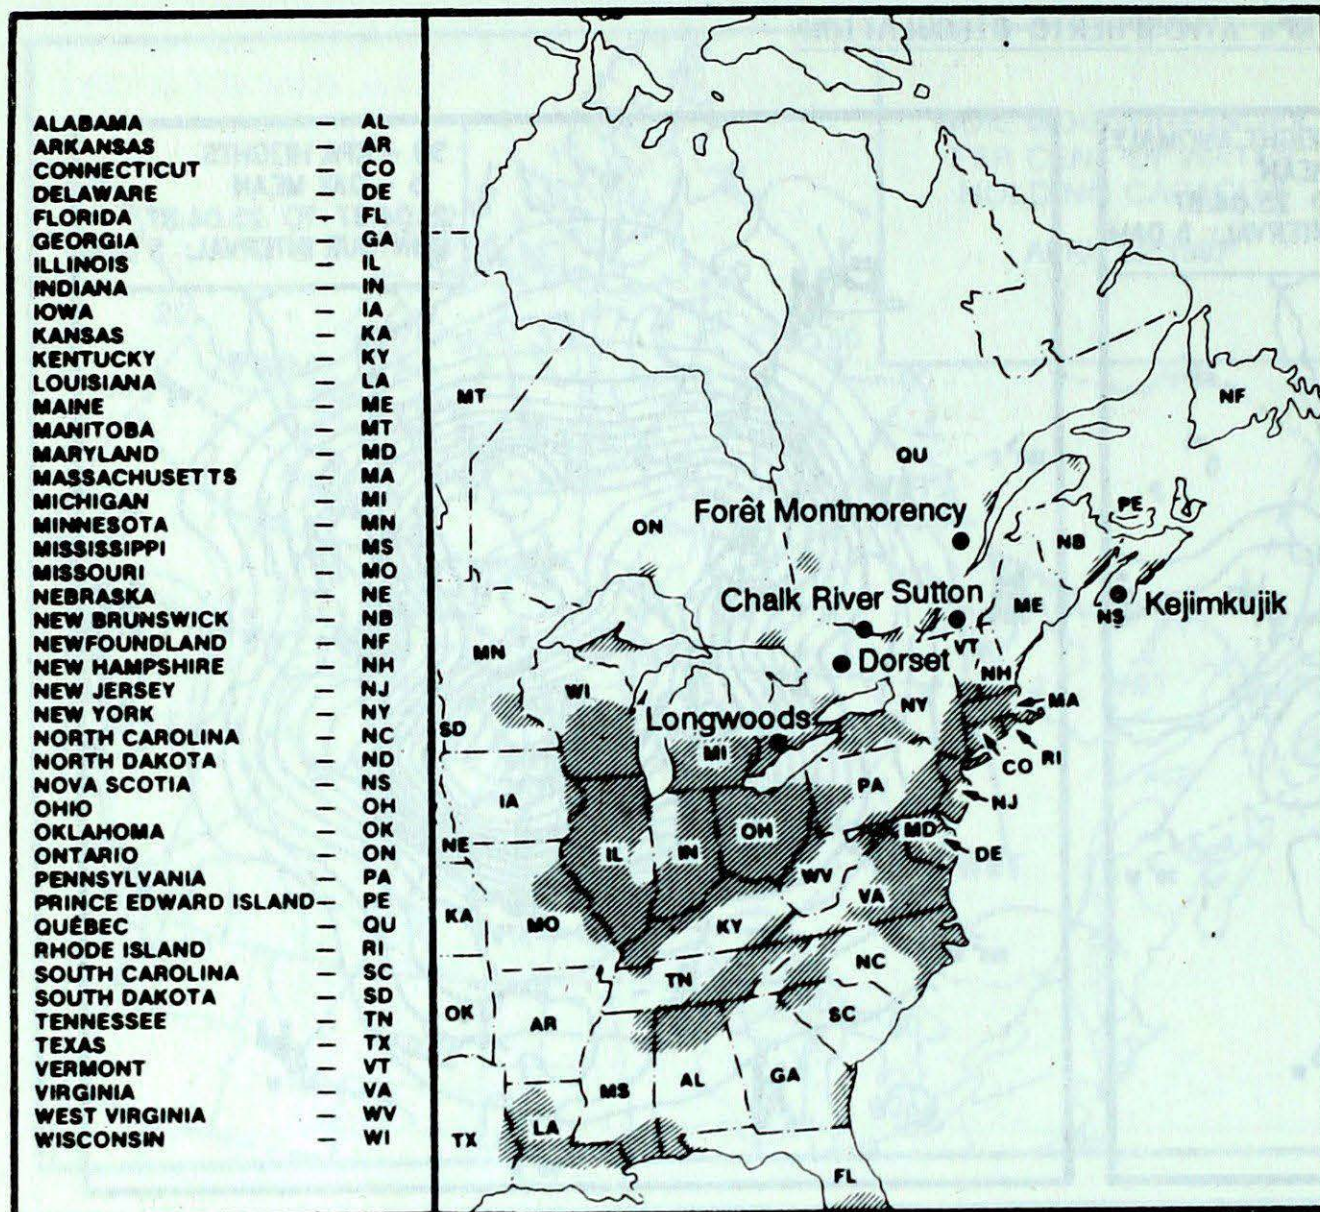 ALABAMA — AL
ARKANSAS — AR
CONNECTICUT — CO
DELAWARE — DE
FLORIDA — FL
GEORGIA — GA
ILLINOIS — IL
INDIANA — IN
IOWA — IA
KANSAS — KA
KENTUCKY — KY
LOUISIANA — LA
MAINE — ME
MANITOBA — MT
MARYLAND — MD
MASSACHUSETTS — MA
MICHIGAN — MI
MINNESOTA — MN
MISSISSIPPI — MS
MISSOURI — MO
NEBRASKA — NE
NEW BRUNSWICK — NB
NEWFOUNDLAND — NF
NEW HAMPSHIRE — NH
NEW JERSEY — NJ
NEW YORK — NY
NORTH CAROLINA — NC
NORTH DAKOTA — ND
NOVA SCOTIA — NS
OHIO — OH
OKLAHOMA — OK
ONTARIO — ON
PENNSYLVANIA — PA
PRINCE EDWARD ISLAND — PE
QUÉBEC — QU
RHODE ISLAND — RI
SOUTH CAROLINA — SC
SOUTH DAKOTA — SD
TENNESSEE — TN
TEXAS — TX
VERMONT — VT
VIRGINIA — VA
WEST VIRGINIA — WV
WISCONSIN — WI
MT
NF
QU
PE
ON
Forêt Montmorency
NB
Chalk River
Sutton
ME
NS
Kejimkujik
MN
Dorset
VT
NH
WI
NY
MA
SD
Longwoods
MI
RI
CO
IA
PA
NJ
NE
IL
IN
OH
MD
DE
WV
VA
KA
MO
KY
NC
TN
OK
AR
SC
MS
AL
GA
TX
LA
FL